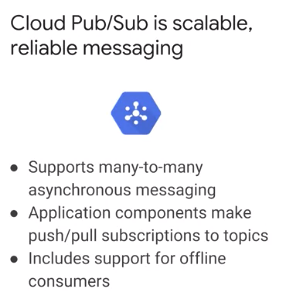 Cloud Pub/Sub is scalable,
reliable messaging
● Supports many-to-many
asynchronous messaging
● Application components make
push/pull subscriptions to topics
● Includes support for offline
consumers